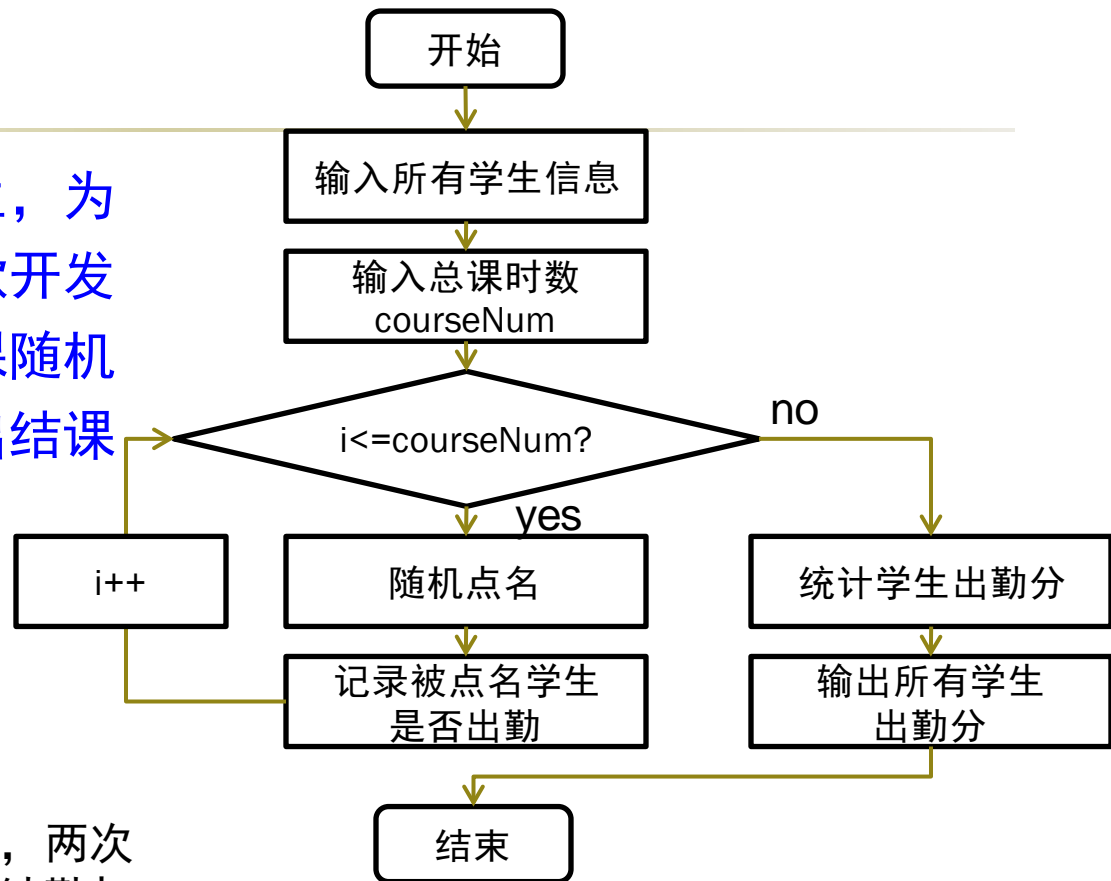 开始
输入所有学生信息
，为
开发
随机
结课
输入总课时数
courseNum
i<=courseNum?
no
yes
i++
随机点名
统计学生出勤分
记录被点名学生
是否出勤
输出所有学生
出勤分
，两次
结束